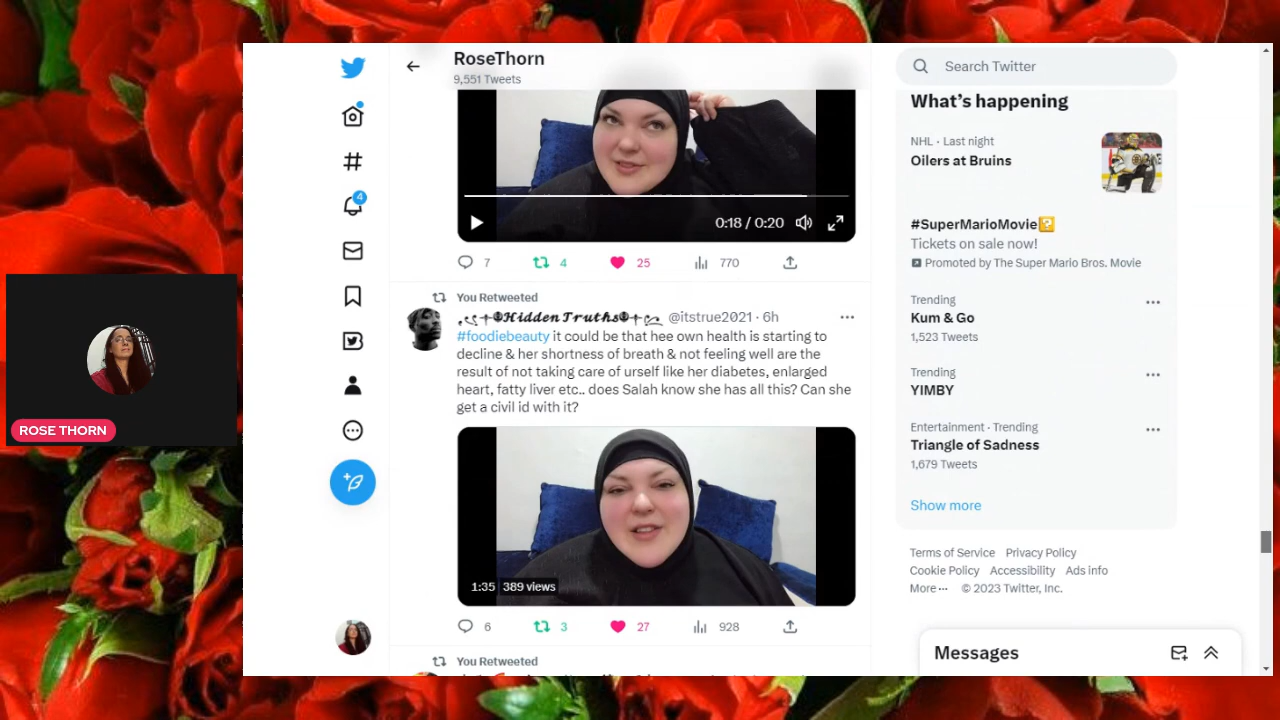 RoseThorn
9,551 Tweets
0:18 / 0:20
7
4
25
770
You Retweeted
Hidden Truths @itstrue2021 · 6h
#foodiebeauty it could be that hee own health is starting to
decline & her shortness of breath & not feeling well are the
result of not taking care of urself like her diabetes, enlarged
heart, fatty liver etc.. does Salah know she has all this? Can she
get a civil id with it?
1:35 389 views
6
3
27
928
You Retweeted
4
ROSE THORN
Search Twitter
What's happening
NHL · Last night
Oilers at Bruins
#SuperMarioMovie
Tickets on sale now!
Promoted by The Super Mario Bros. Movie
Trending
Kum & Go
1,523 Tweets
Trending
YIMBY
Entertainment · Trending
Triangle of Sadness
1,679 Tweets
Show more
Terms of Service Privacy Policy
Cookie Policy Accessibility Ads info
More ··· © 2023 Twitter, Inc.
Messages